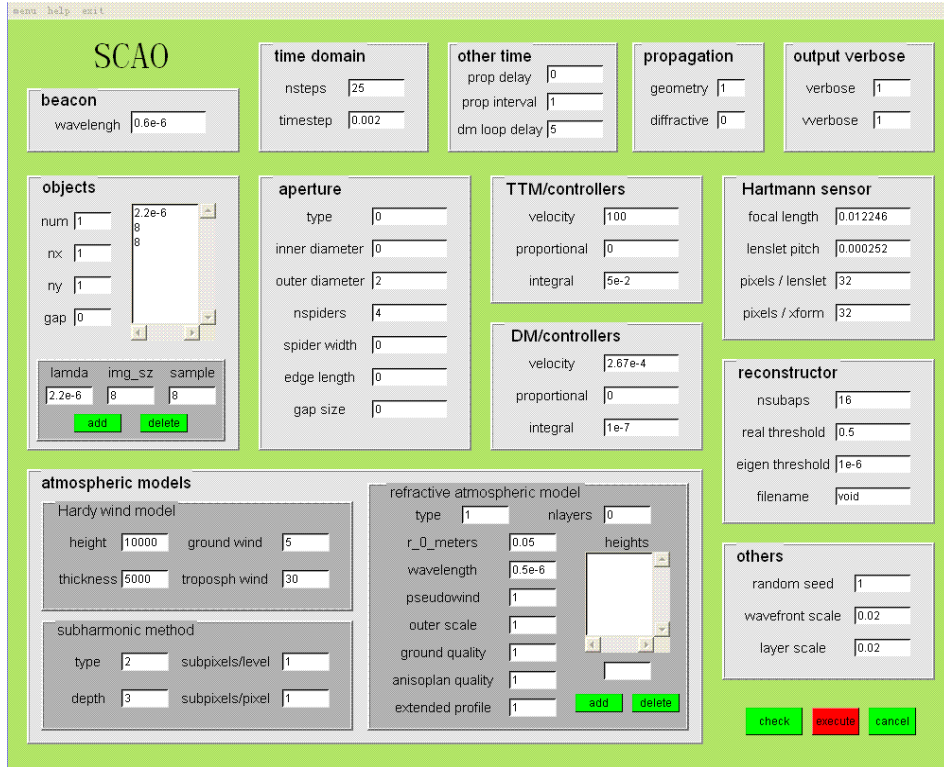 menu help exit
SCAO
beacon
wavelengh 0.6e-6
time domain
nsteps 25
timestep 0.002
other time
prop delay 0
prop interval 1
dm loop delay 5
propagation
geometry 1
diffractive 0
output verbose
verbose 1
vverbose 1
objects
num 1
nx 1
ny 1
gap 0
2.2e-6
8
8
lamda img_sz sample
2.2e-6 8 8
add delete
aperture
type 0
inner diameter 0
outer diameter 2
nspiders 4
spider width 0
edge length 0
gap size 0
TTM/controllers
velocity 100
proportional 0
integral 5e-2
DM/controllers
velocity 2.67e-4
proportional 0
integral 1e-7
Hartmann sensor
focal length 0.012246
lenslet pitch 0.000252
pixels / lenslet 32
pixels / xform 32
reconstructor
nsubaps 16
real threshold 0.5
eigen threshold 1e-6
filename void
atmospheric models
Hardy wind model
height 10000 ground wind 5
thickness 5000 troposph wind 30
subharmonic method
type 2 subpixels/level 1
depth 3 subpixels/pixel 1
refractive atmospheric model
type 1 nlayers 0
r_0_meters 0.05
wavelength 0.5e-6
pseudowind 1
outer scale 1
ground quality 1
anisoplan quality 1
extended profile 1
heights
add delete
others
random seed 1
wavefront scale 0.02
layer scale 0.02
check execute cancel